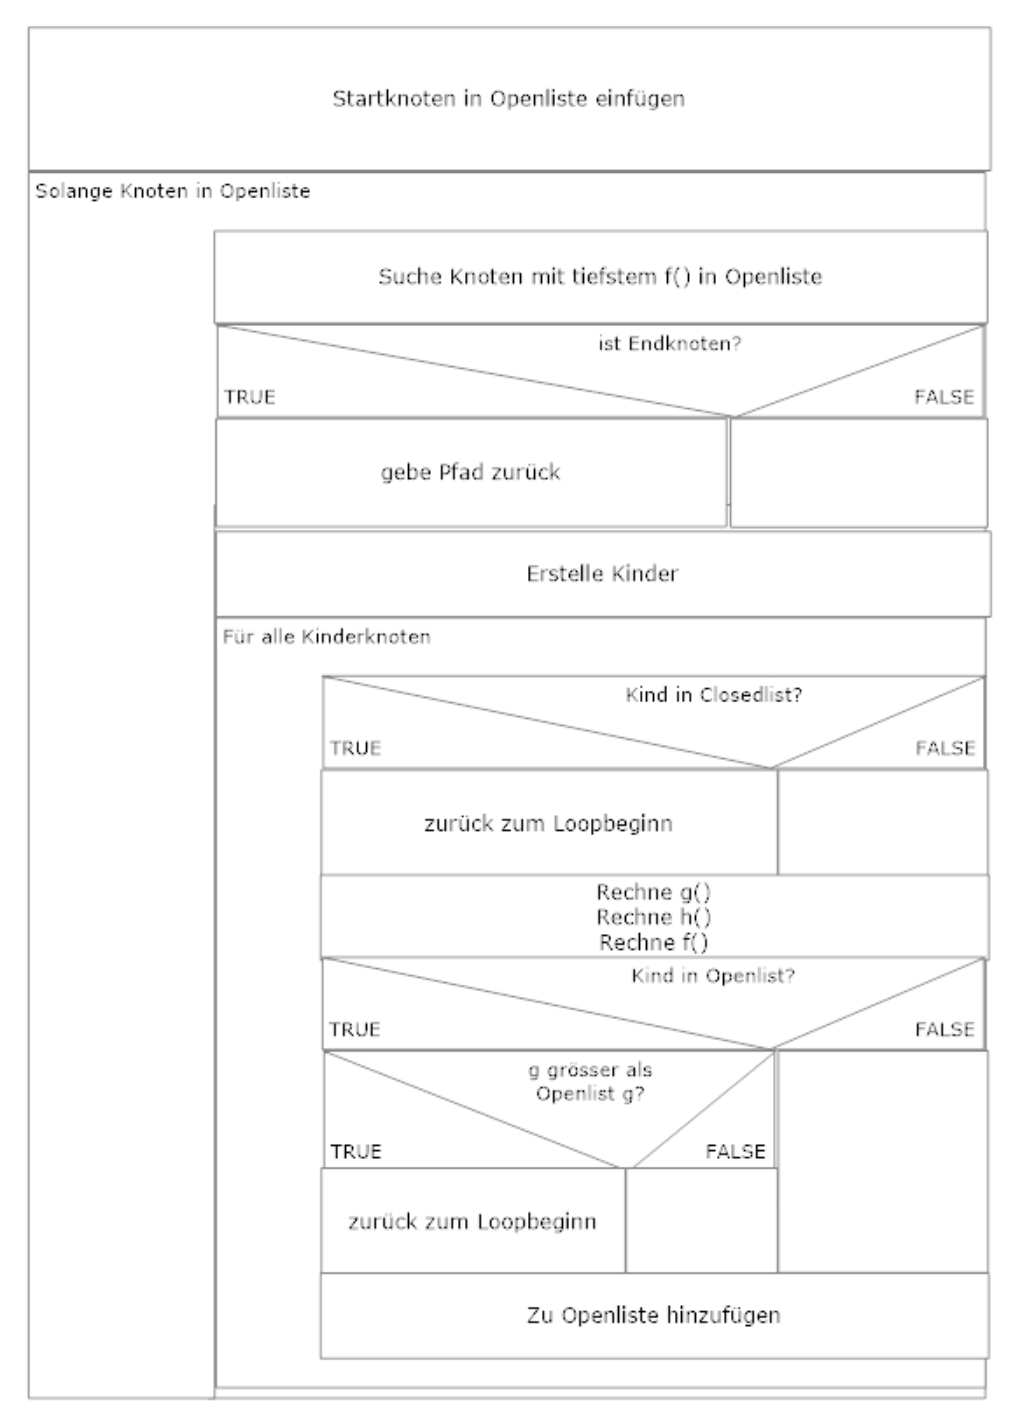 Startknoten in Openliste einfügen
Solange Knoten in Openliste
Suche Knoten mit tiefstem f() in Openliste
ist Endknoten?
TRUE
FALSE
gebe Pfad zurück
Erstelle Kinder
Für alle Kinderknoten
Kind in Closedlist?
TRUE
FALSE
zurück zum Loopbeginn
Rechne g()
Rechne h()
Rechne f()
Kind in Openlist?
TRUE
FALSE
g grösser als
Openlist g?
TRUE
FALSE
zurück zum Loopbeginn
Zu Openliste hinzufügen